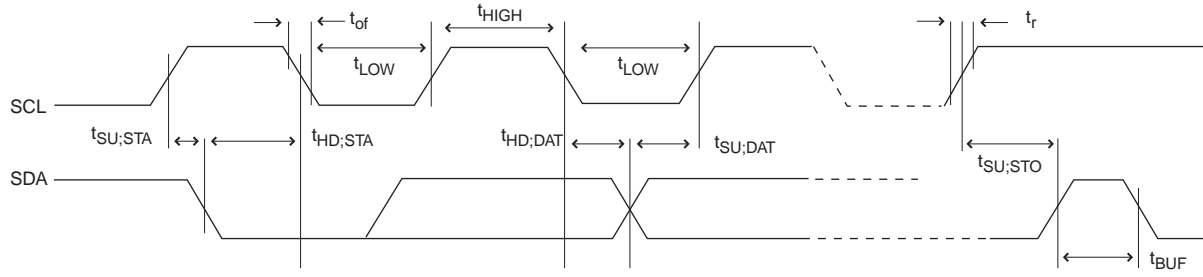 t_of
t_HIGH
t_r
t_LOW
t_LOW
SCL
t_SU;STA
t_HD;STA
t_HD;DAT
t_SU;DAT
t_SU;STO
SDA
t_BUF